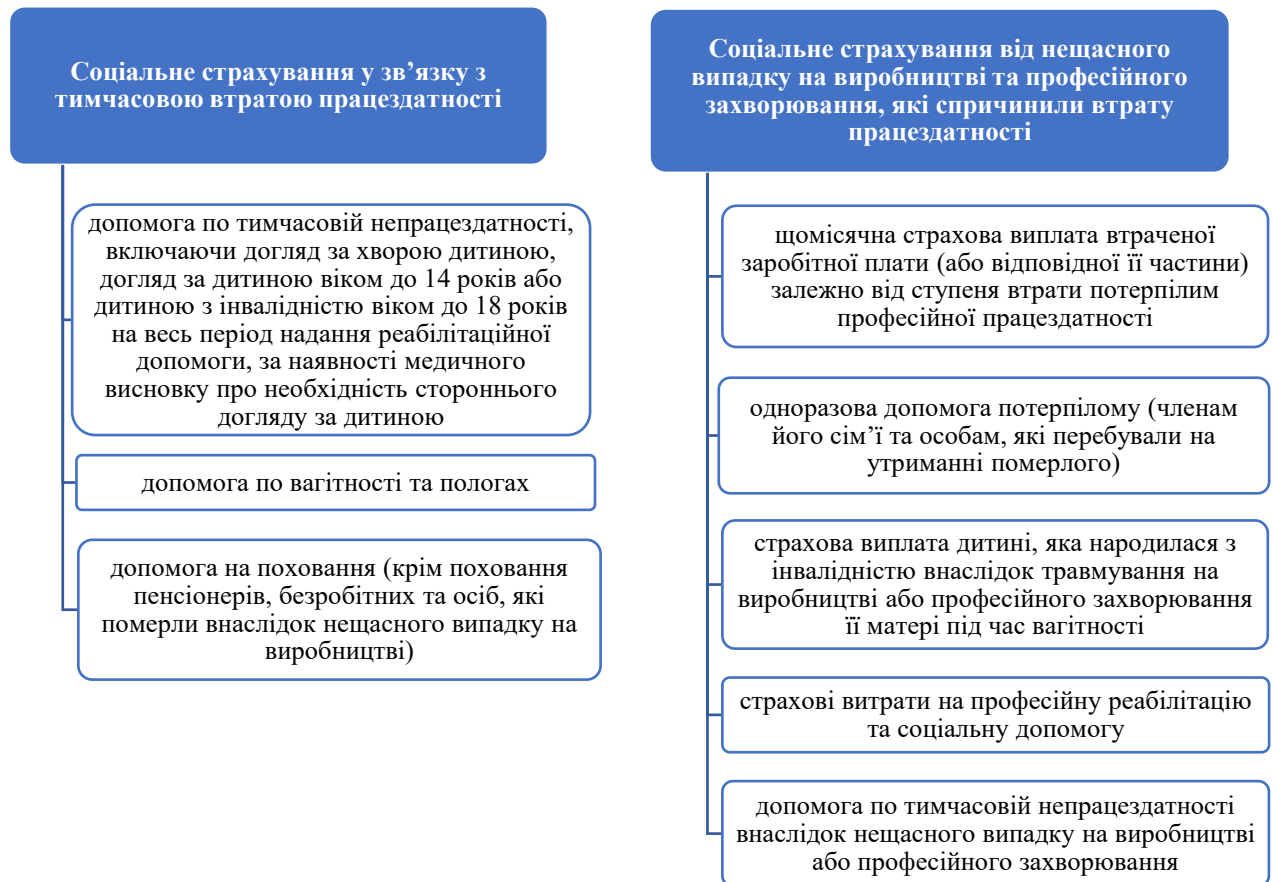 Соціальне страхування у зв’язку з
тимчасовою втратою працездатності
допомога по тимчасовій непрацездатності,
включаючи догляд за хворою дитиною,
догляд за дитиною віком до 14 років або
дитиною з інвалідністю віком до 18 років
на весь період надання реабілітаційної
допомоги, за наявності медичного
висновку про необхідність стороннього
догляду за дитиною
допомога по вагітності та пологах
допомога на поховання (крім поховання
пенсіонерів, безробітних та осіб, які
померли внаслідок нещасного випадку на
виробництві)
Соціальне страхування від нещасного
випадку на виробництві та професійного
захворювання, які спричинили втрату
працездатності
щомісячна страхова виплата втраченої
заробітної плати (або відповідної її частини)
залежно від ступеня втрати потерпілим
професійної працездатності
одноразова допомога потерпілому (членам
його сім’ї та особам, які перебували на
утриманні померлого)
страхова виплата дитині, яка народилася з
інвалідністю внаслідок травмування на
виробництві або професійного захворювання
її матері під час вагітності
страхові витрати на професійну реабілітацію
та соціальну допомогу
допомога по тимчасовій непрацездатності
внаслідок нещасного випадку на виробництві
або професійного захворювання